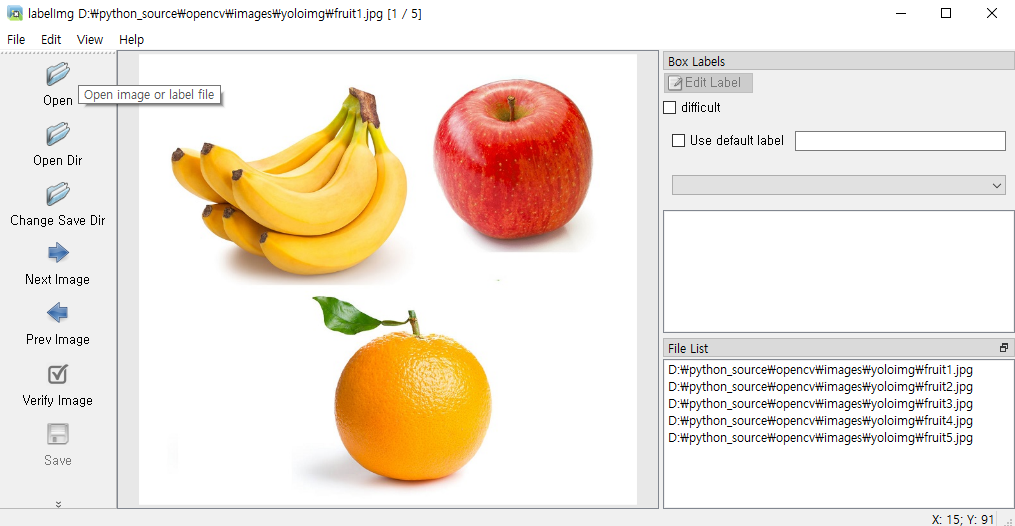 labelImg D:₩python_source₩opencv₩images₩yoloimg₩fruit1.jpg [1 / 5]
File Edit View Help
Open
Open image or label file
Open Dir
Change Save Dir
Next Image
Prev Image
Verify Image
Save
Box Labels
Edit Label
difficult
Use default label
File List
D:₩python_source₩opencv₩images₩yoloimg₩fruit1.jpg
D:₩python_source₩opencv₩images₩yoloimg₩fruit2.jpg
D:₩python_source₩opencv₩images₩yoloimg₩fruit3.jpg
D:₩python_source₩opencv₩images₩yoloimg₩fruit4.jpg
D:₩python_source₩opencv₩images₩yoloimg₩fruit5.jpg
X: 15; Y: 91